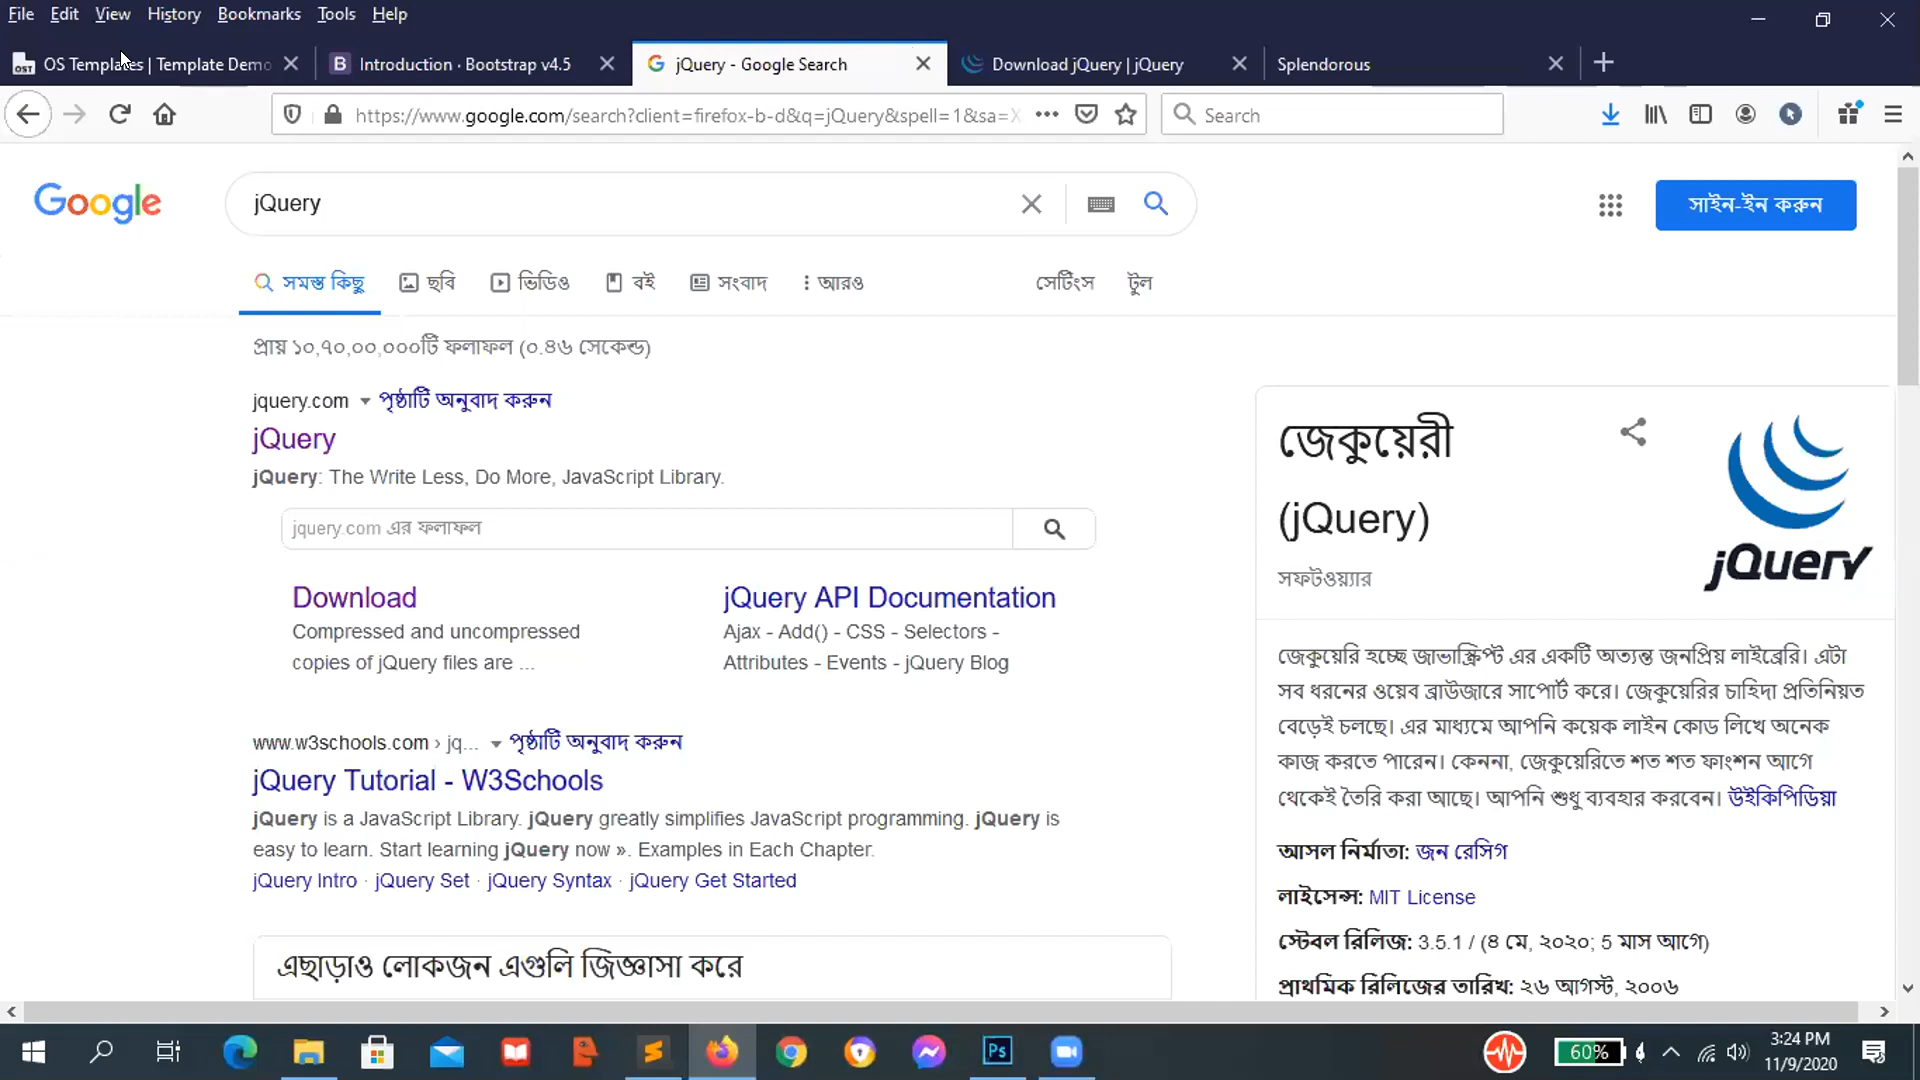 File Edit View History Bookmarks Tools Help
OST OS Templates | Template Demo B Introduction · Bootstrap v4.5 jQuery - Google Search Download jQuery | jQuery Splendorous
https://www.google.com/search?client=firefox-b-d&q=jQuery&spell=1&sa=X Search
Google jQuery সাইন-ইন করুন
সমস্ত কিছু ছবি ভিডিও বই সংবাদ আরও সেটিংস টুল
প্রায় ১০,৭০,০০,০০০টি ফলাফল (০.৪৬ সেকেন্ড)
jquery.com পৃষ্ঠাটি অনুবাদ করুন
jQuery
jQuery: The Write Less, Do More, JavaScript Library.
jquery.com এর ফলাফল
Download
Compressed and uncompressed
copies of jQuery files are ...
jQuery API Documentation
Ajax - Add() - CSS - Selectors -
Attributes - Events - jQuery Blog
www.w3schools.com › jq... পৃষ্ঠাটি অনুবাদ করুন
jQuery Tutorial - W3Schools
jQuery is a JavaScript Library. jQuery greatly simplifies JavaScript programming. jQuery is
easy to learn. Start learning jQuery now ». Examples in Each Chapter.
jQuery Intro · jQuery Set · jQuery Syntax · jQuery Get Started
এছাড়াও লোকজন এগুলি জিজ্ঞাসা করে
জেকুয়েরী
(jQuery)
সফটওয়্যার
jQuery
জেকুয়েরি হচ্ছে জাভাস্ক্রিপ্ট এর একটি অত্যন্ত জনপ্রিয় লাইব্রেরি। এটা
সব ধরনের ওয়েব ব্রাউজারে সাপোর্ট করে। জেকুয়েরির চাহিদা প্রতিনিয়ত
বেড়েই চলছে। এর মাধ্যমে আপনি কয়েক লাইন কোড লিখে অনেক
কাজ করতে পারেন। কেননা, জেকুয়েরিতে শত শত ফাংশন আগে
থেকেই তৈরি করা আছে। আপনি শুধু ব্যবহার করবেন। উইকিপিডিয়া
আসল নির্মাতা: জন রেসিগ
লাইসেন্স: MIT License
স্টেবল রিলিজ: 3.5.1 / (৪ মে, ২০২০; 5 মাস আগে)
প্রাথমিক রিলিজের তারিখ: ২৬ আগস্ট, ২০০৬
Ps 60% 3:24 PM
11/9/2020